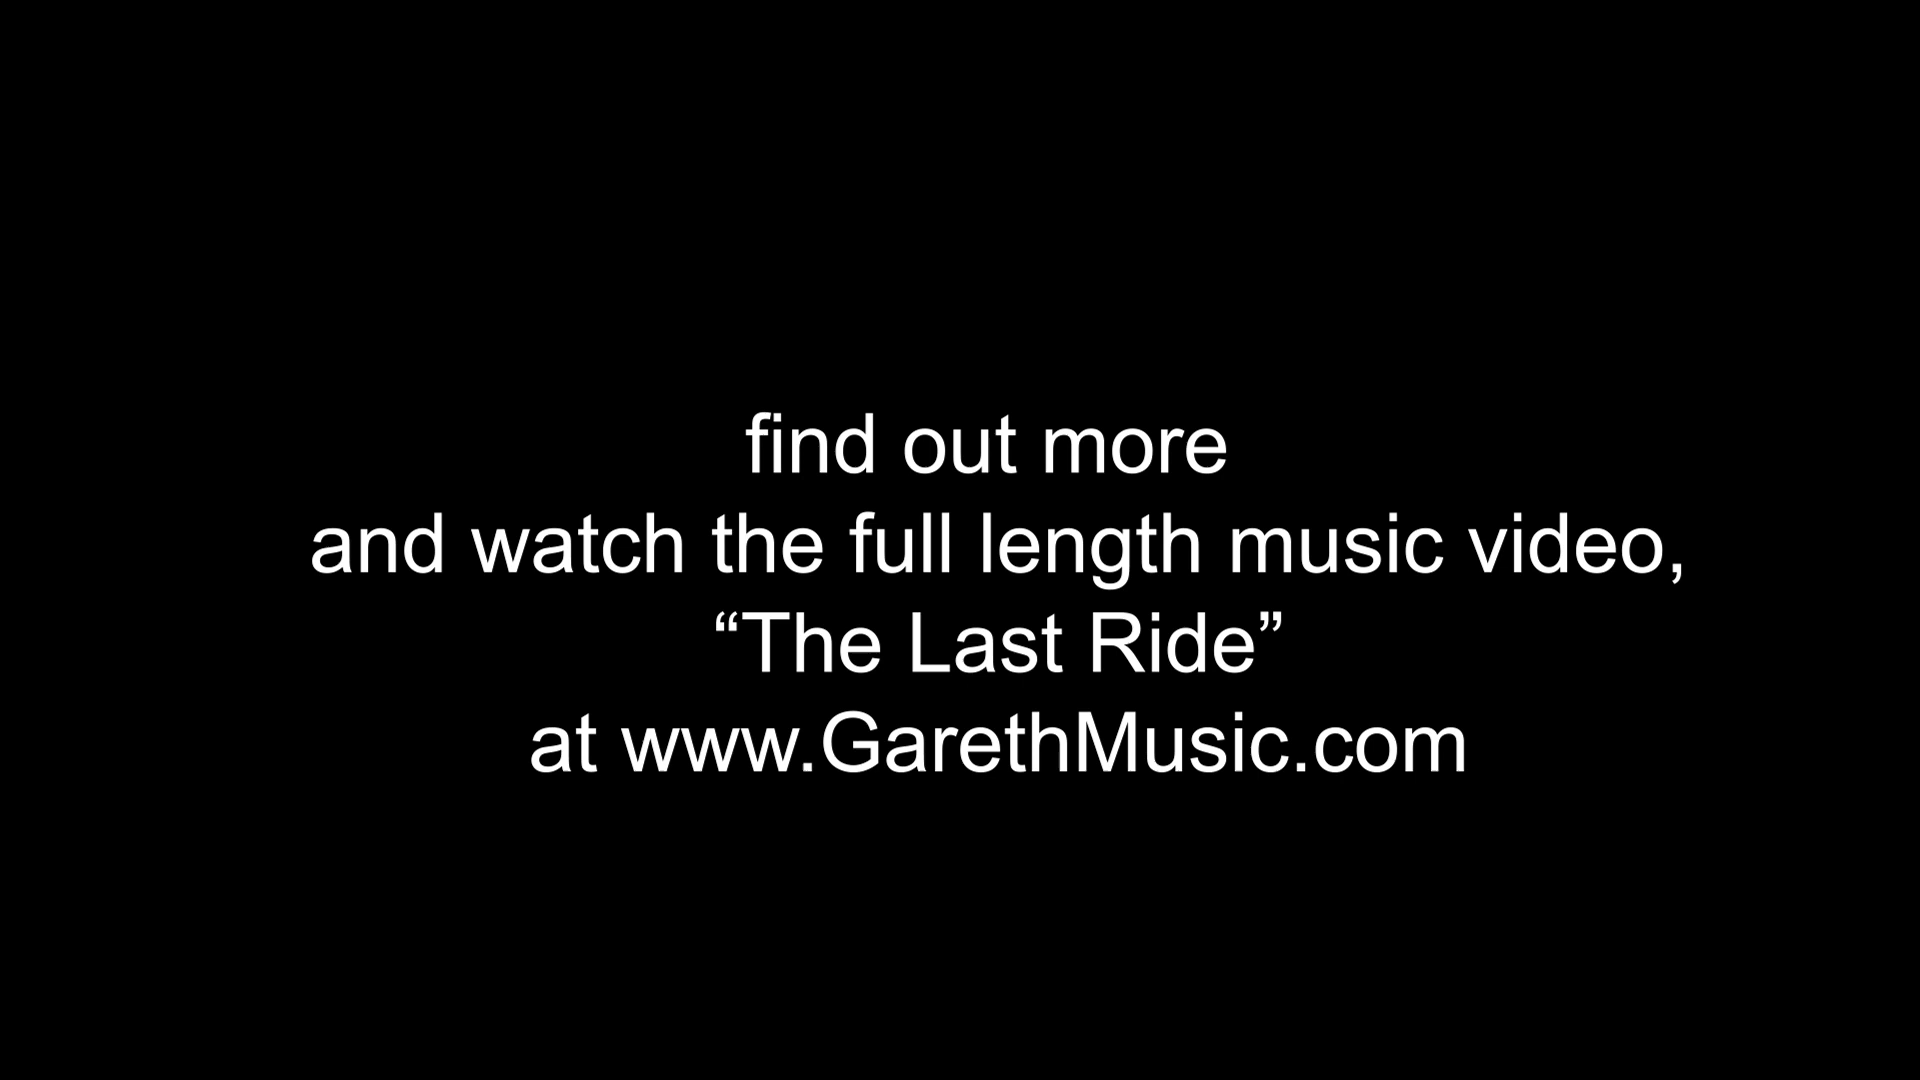 find out more
and watch the full length music video,
“The Last Ride”
at www.GarethMusic.com